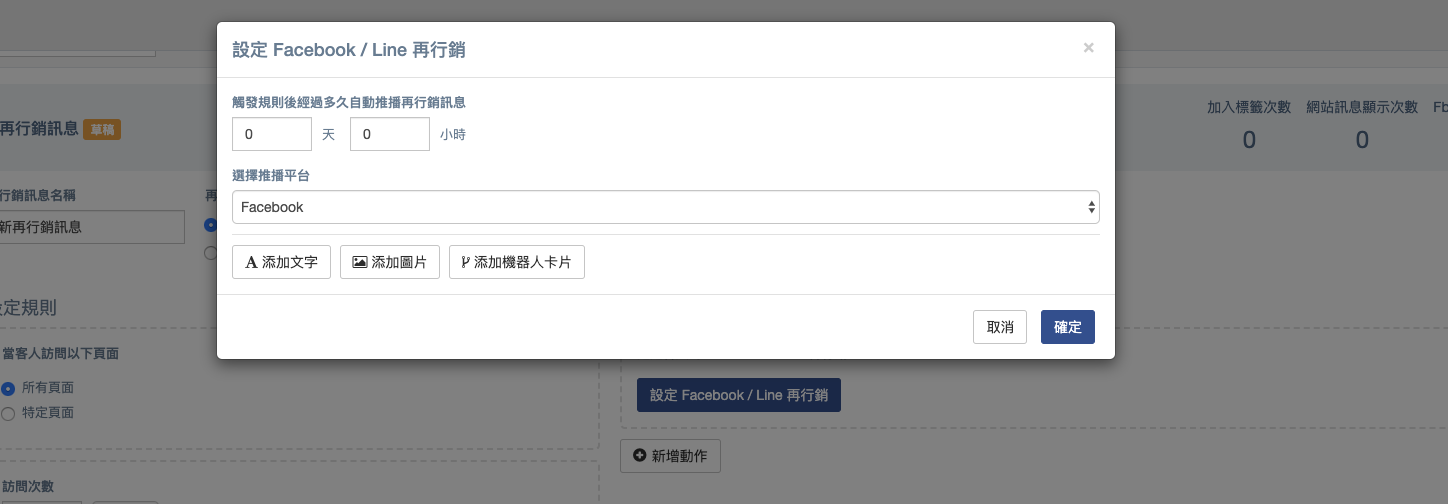 設定 Facebook / Line 再行銷
×
觸發規則後經過多久自動推播再行銷訊息
0 天 0 小時
選擇推播平台
Facebook
添加文字 添加圖片 添加機器人卡片
取消 確定
再行銷訊息 草稿
加入標籤次數 網站訊息顯示次數 Fb
0 0
行銷訊息名稱 再
新再行銷訊息
定規則
當客人訪問以下頁面
所有頁面
特定頁面
設定 Facebook / Line 再行銷
新增動作
訪問次數